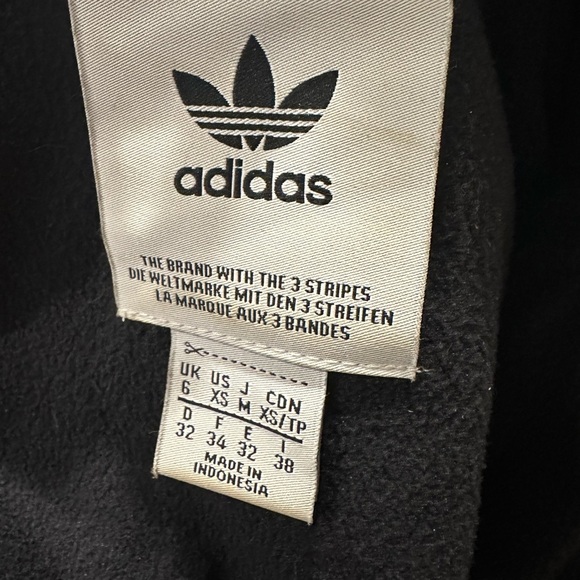 adidas
THE BRAND WITH THE 3 STRIPES
DIE WELTMARKE MIT DEN 3 STREIFEN
LA MARQUE AUX 3 BANDES
UK US J CDN
6 XS M XS/TP
D F E I
32 34 32 38
MADE IN
INDONESIA